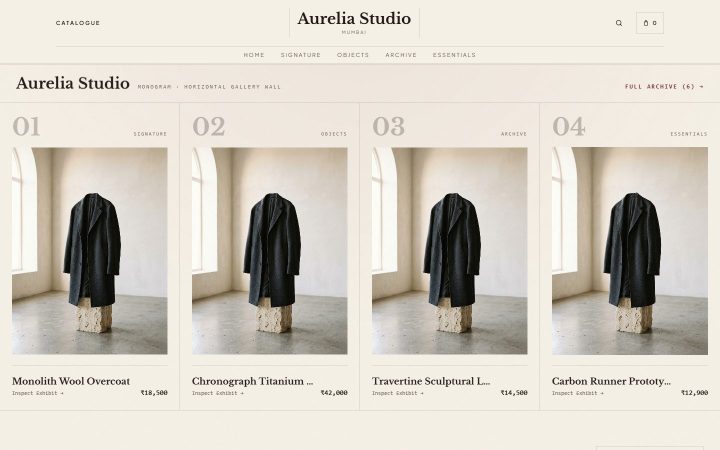 CATALOGUE
Aurelia Studio
MUMBAI
0
HOME SIGNATURE OBJECTS ARCHIVE ESSENTIALS
Aurelia Studio MONOGRAM · HORIZONTAL GALLERY WALL
FULL ARCHIVE (6) →
01 SIGNATURE
02 OBJECTS
03 ARCHIVE
04 ESSENTIALS
Monolith Wool Overcoat
Inspect Exhibit → ₹18,500
Chronograph Titanium ...
Inspect Exhibit → ₹42,000
Travertine Sculptural L...
Inspect Exhibit → ₹14,500
Carbon Runner Prototy...
Inspect Exhibit → ₹12,900